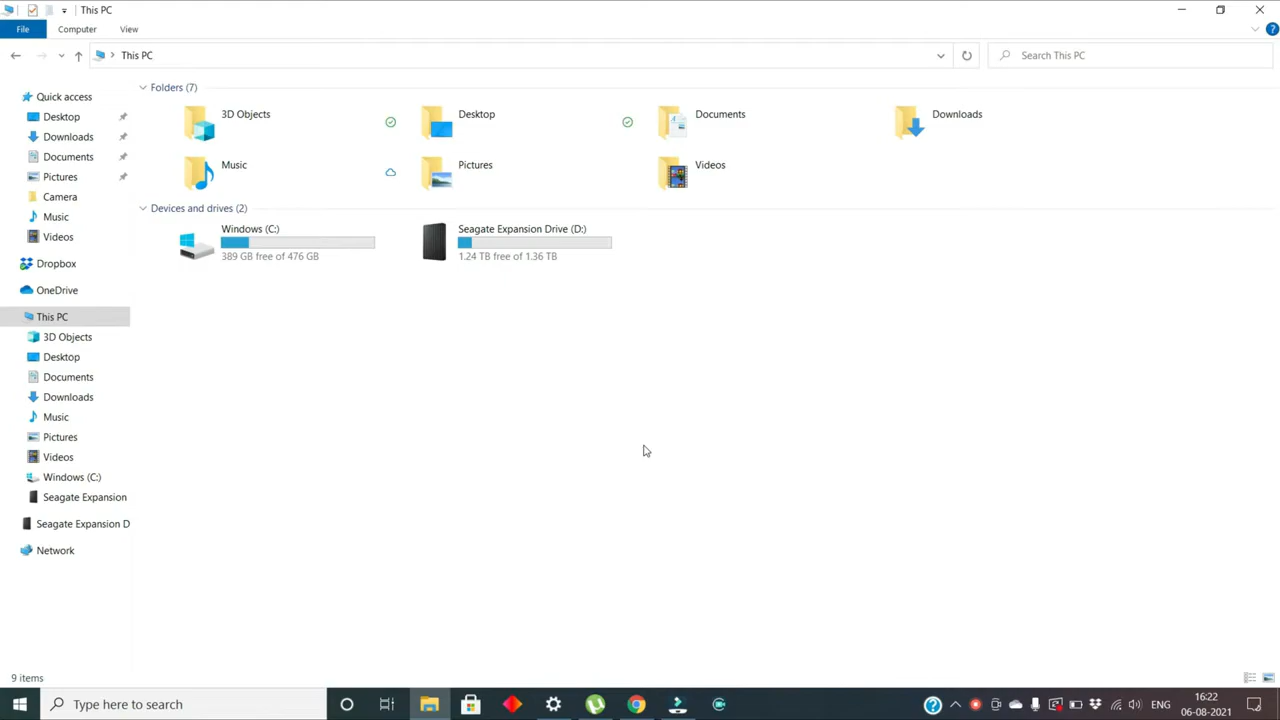 This PC
File
Computer
View
This PC
Search This PC
Quick access
Desktop
Downloads
Documents
Pictures
Camera
Music
Videos
Dropbox
OneDrive
This PC
3D Objects
Desktop
Documents
Downloads
Music
Pictures
Videos
Windows (C:)
Seagate Expansion
Seagate Expansion D
Network
Folders (7)
3D Objects
Desktop
Documents
Downloads
Music
Pictures
Videos
Devices and drives (2)
Windows (C:)
389 GB free of 476 GB
Seagate Expansion Drive (D:)
1.24 TB free of 1.36 TB
9 items
Type here to search
ENG
16:22
06-08-2021